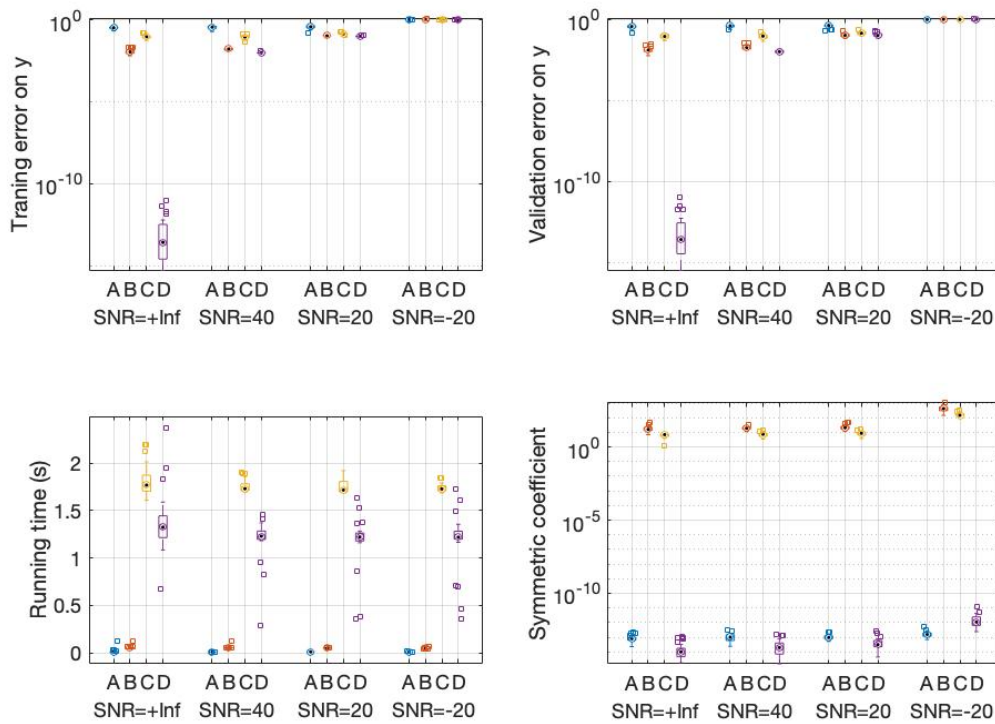 Traning error on y
10^0
10^-10
A B C D A B C D A B C D A B C D
SNR=+Inf SNR=40 SNR=20 SNR=-20
Validation error on y
10^0
10^-10
A B C D A B C D A B C D A B C D
SNR=+Inf SNR=40 SNR=20 SNR=-20
Running time (s)
2
1.5
1
0.5
0
A B C D A B C D A B C D A B C D
SNR=+Inf SNR=40 SNR=20 SNR=-20
Symmetric coefficient
10^0
10^-5
10^-10
A B C D A B C D A B C D A B C D
SNR=+Inf SNR=40 SNR=20 SNR=-20